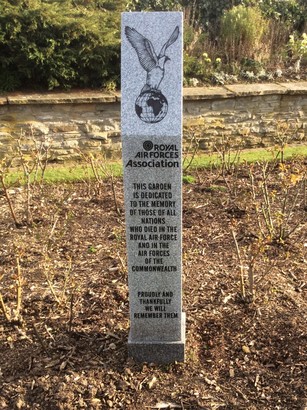 ROYAL
AIR FORCES
Association
THIS GARDEN
IS DEDICATED
TO THE MEMORY
OF THOSE OF ALL
NATIONS
WHO DIED IN THE
ROYAL AIR FORCE
AND IN THE
AIR FORCES
OF THE
COMMONWEALTH
PROUDLY AND
THANKFULLY
WE WILL
REMEMBER THEM